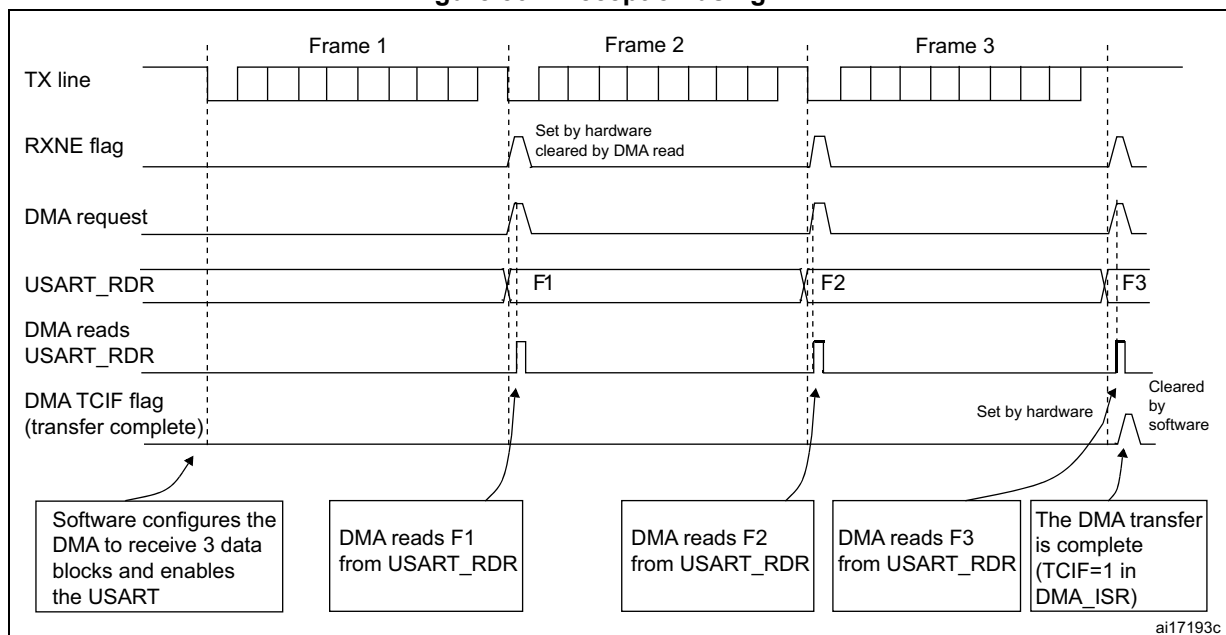 Frame 1
Frame 2
Frame 3
TX line
RXNE flag
Set by hardware
cleared by DMA read
DMA request
USART_RDR
F1
F2
F3
DMA reads
USART_RDR
DMA TCIF flag
(transfer complete)
Set by hardware
Cleared
by
software
Software configures the
DMA to receive 3 data
blocks and enables
the USART
DMA reads F1
from USART_RDR
DMA reads F2
from USART_RDR
DMA reads F3
from USART_RDR
The DMA transfer
is complete
(TCIF=1 in
DMA_ISR)
ai17193c